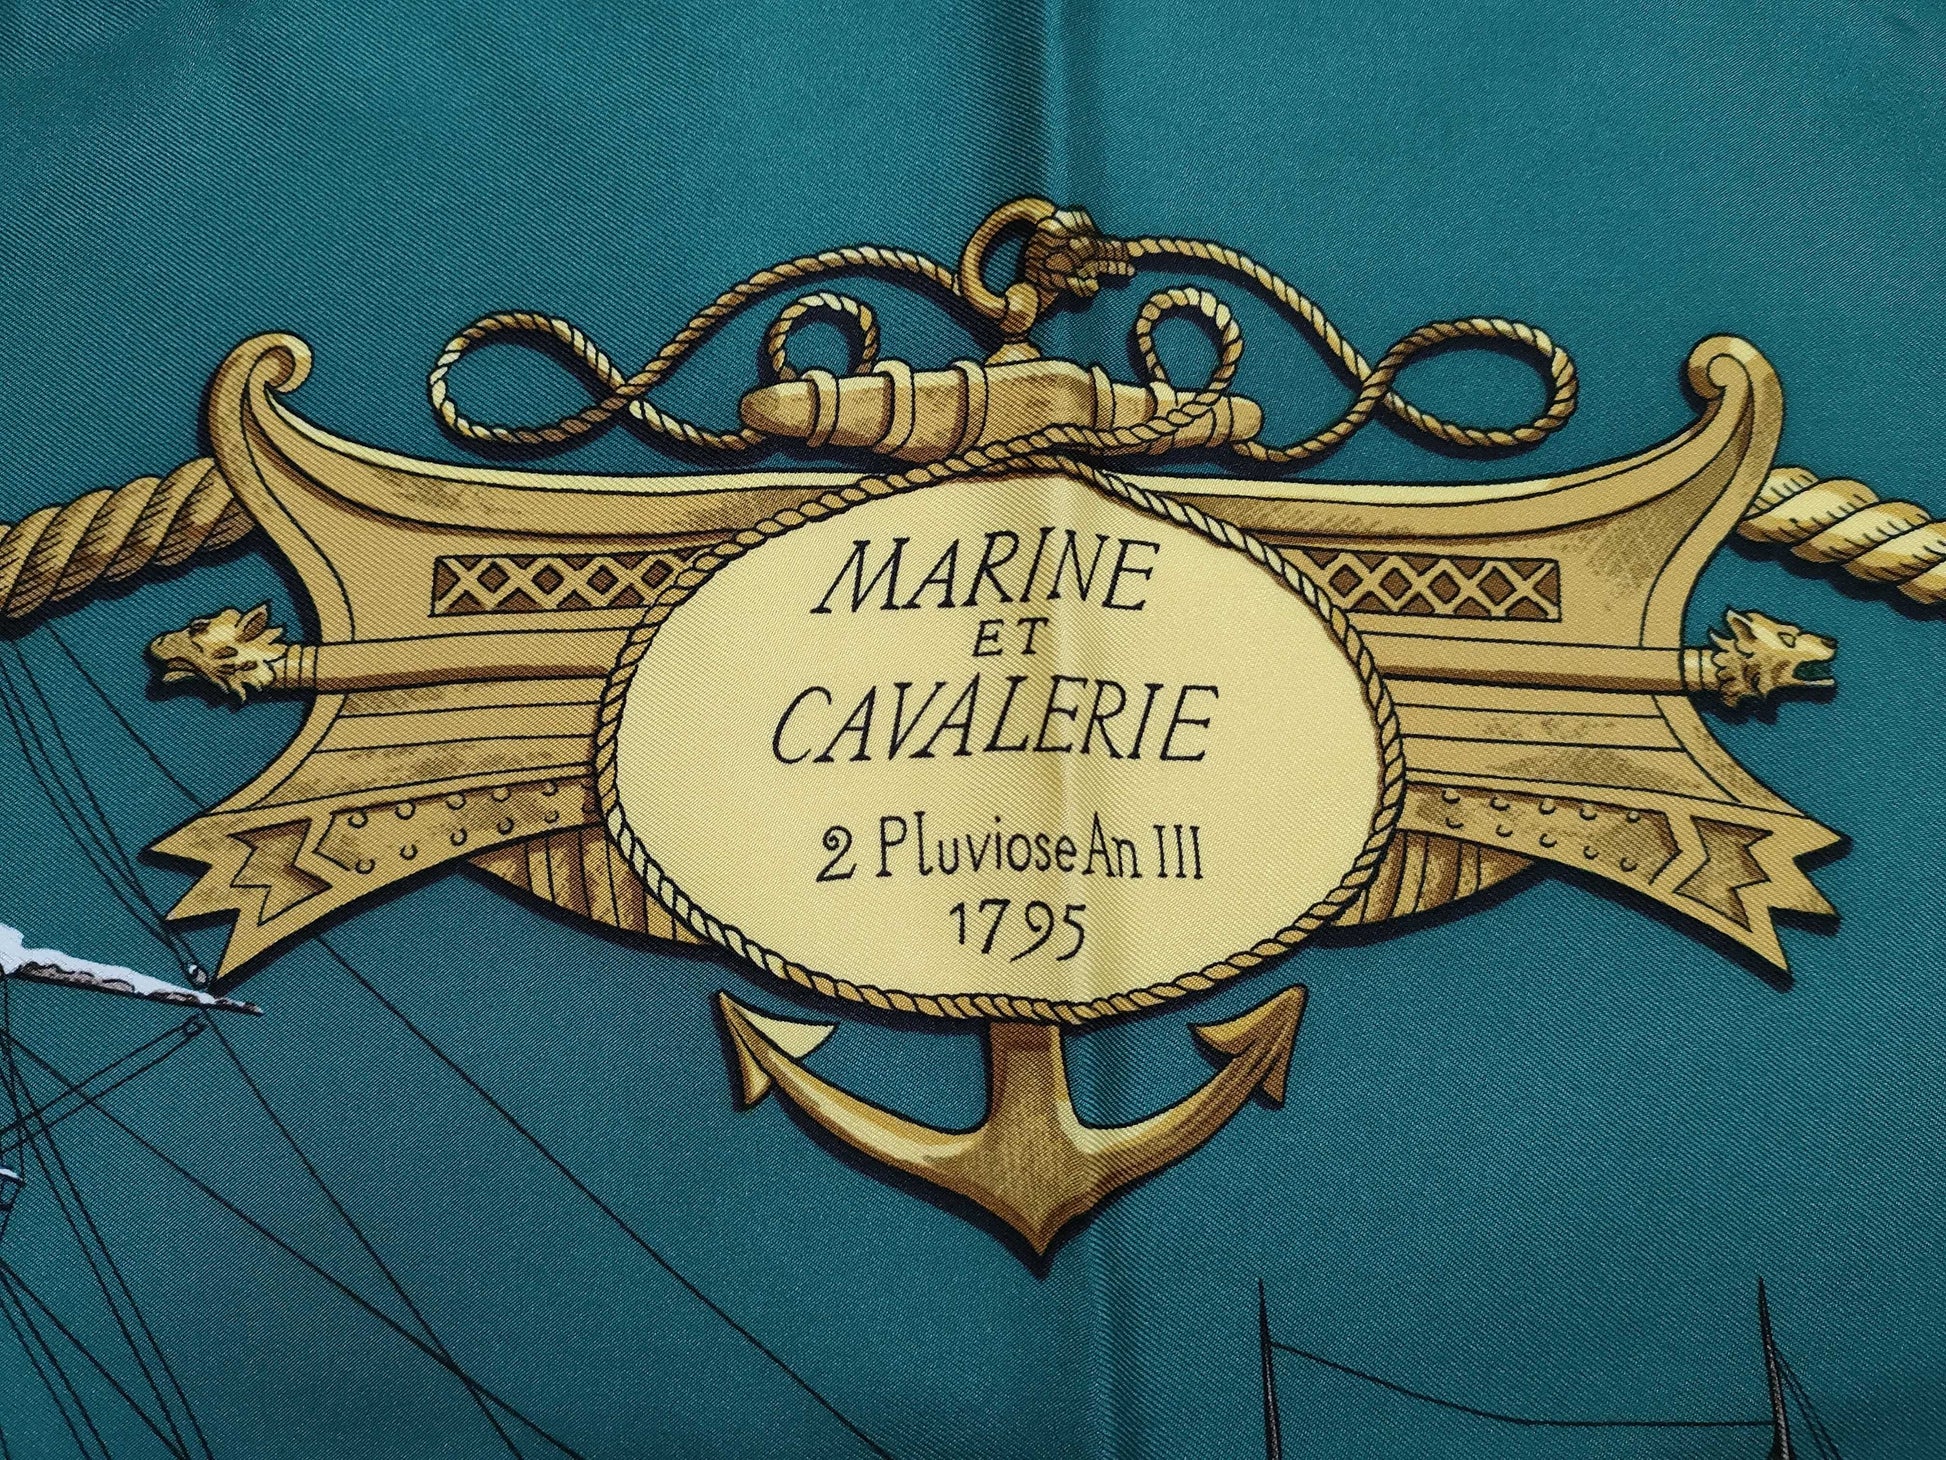 MARINE
ET
CAVALERIE
2 Pluviose An III
1795